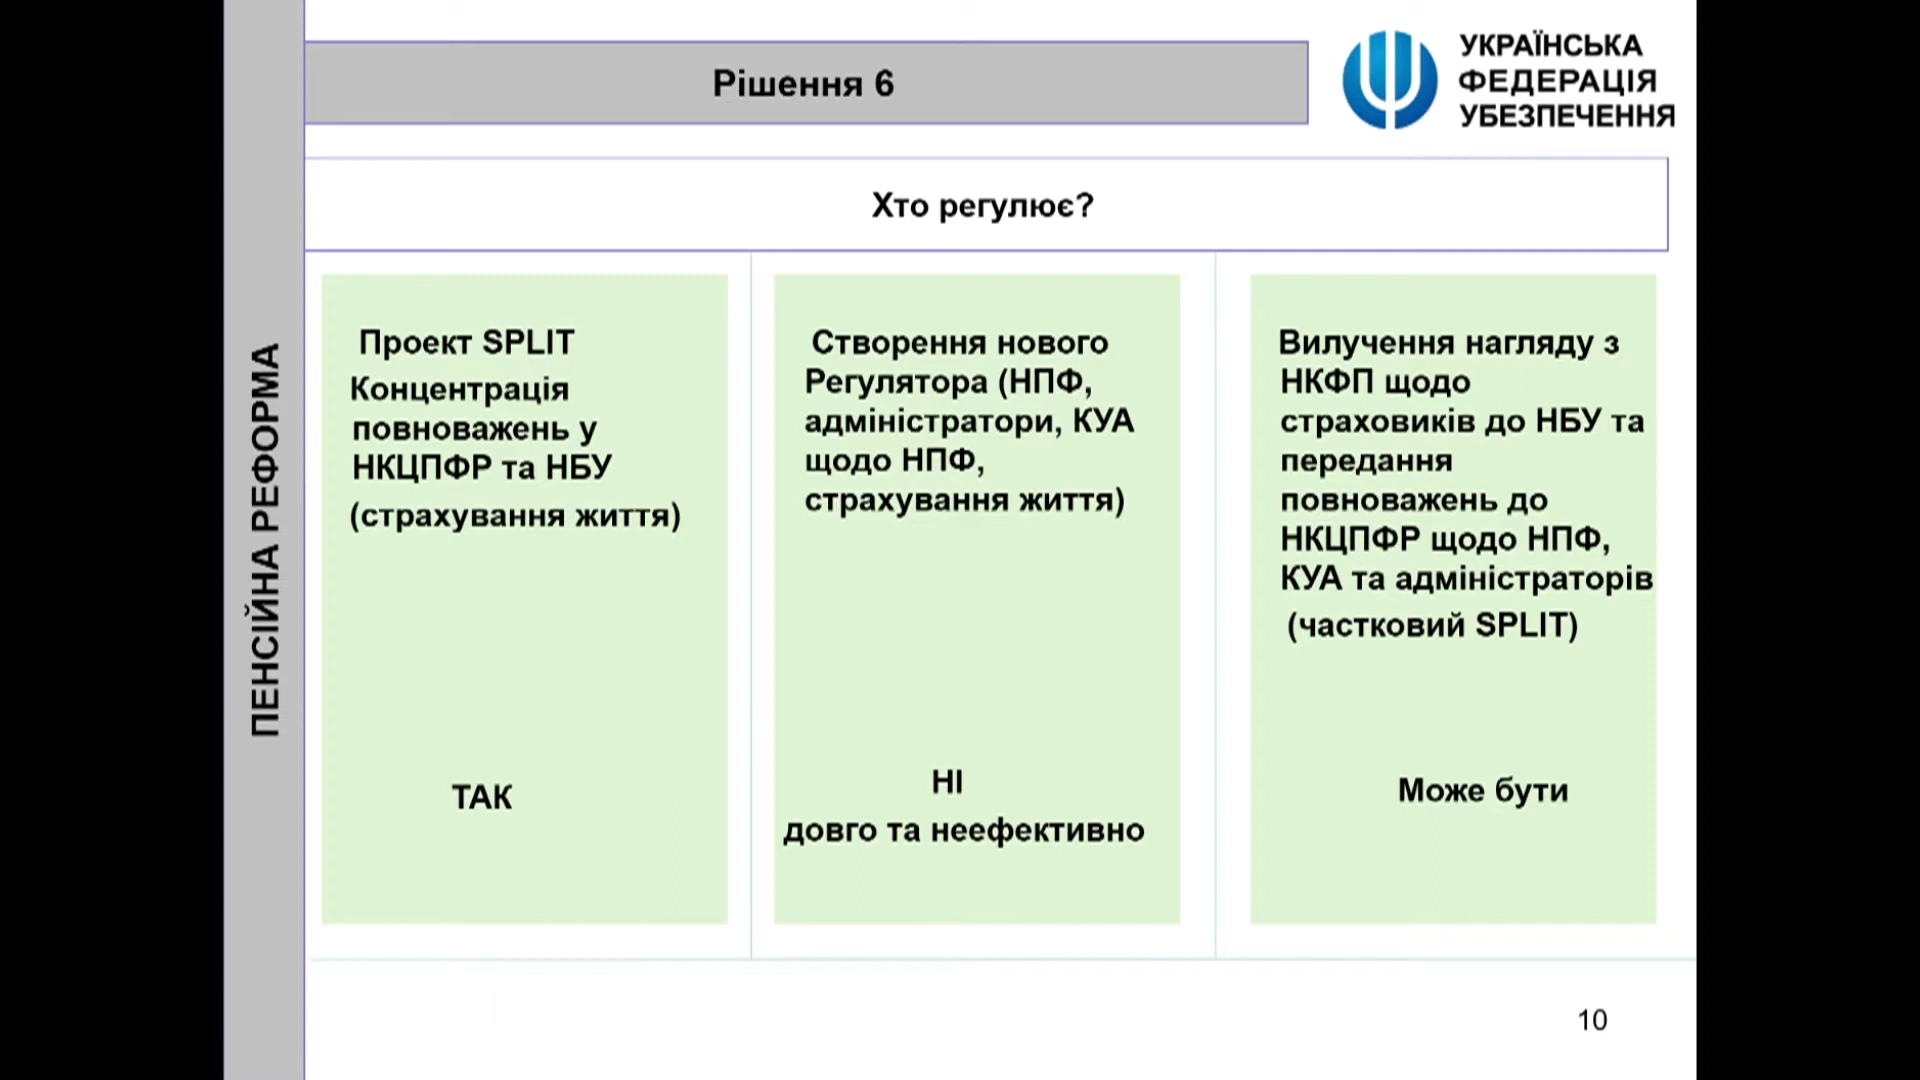 Рішення 6
УКРАЇНСЬКА
ФЕДЕРАЦІЯ
УБЕЗПЕЧЕННЯ
Хто регулює?
ПЕНСІЙНА РЕФОРМА
Проект SPLIT
Концентрація
повноважень у
НКЦПФР та НБУ
(страхування життя)
ТАК
Створення нового
Регулятора (НПФ,
адміністратори, КУА
щодо НПФ,
страхування життя)
НІ
довго та неефективно
Вилучення нагляду з
НКФП щодо
страховиків до НБУ та
передання
повноважень до
НКЦПФР щодо НПФ,
КУА та адміністраторів
(частковий SPLIT)
Може бути
10